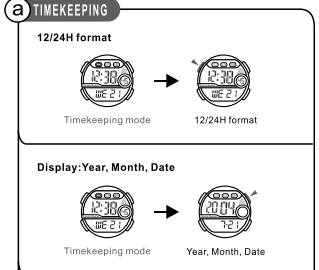 a TIMEKEEPING
12/24H format
12:38
WE 21
12:38
WE 21
Timekeeping mode
12/24H format
Display:Year, Month, Date
12:38
WE 21
2004
7-21
Timekeeping mode
Year, Month, Date